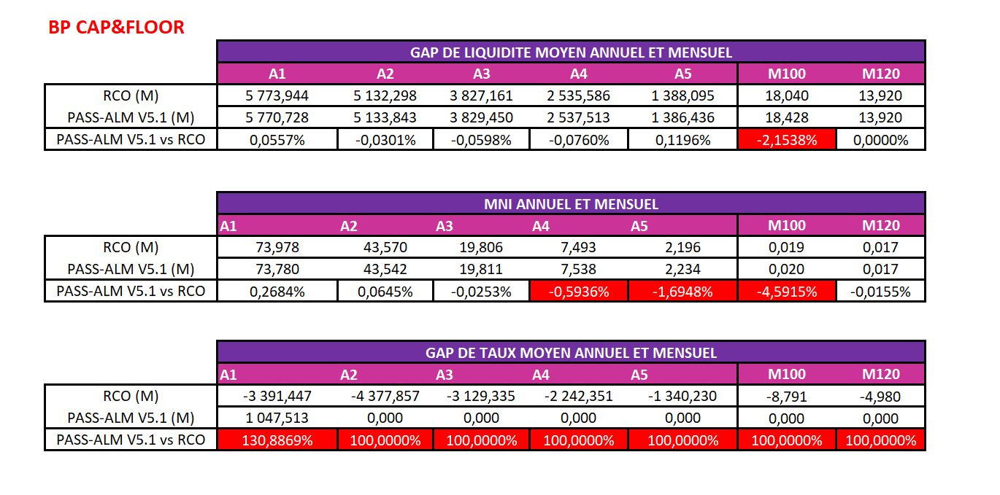 BP CAP&FLOOR
GAP DE LIQUIDITE MOYEN ANNUEL ET MENSUEL
A1 A2 A3 A4 A5 M100 M120
RCO (M) 5 773,944 5 132,298 3 827,161 2 535,586 1 388,095 18,040 13,920
PASS-ALM V5.1 (M) 5 770,728 5 133,843 3 829,450 2 537,513 1 386,436 18,428 13,920
PASS-ALM V5.1 vs RCO 0,0557% -0,0301% -0,0598% -0,0760% 0,1196% -2,1538% 0,0000%
MNI ANNUEL ET MENSUEL
A1 A2 A3 A4 A5 M100 M120
RCO (M) 73,978 43,570 19,806 7,493 2,196 0,019 0,017
PASS-ALM V5.1 (M) 73,780 43,542 19,811 7,538 2,234 0,020 0,017
PASS-ALM V5.1 vs RCO 0,2684% 0,0645% -0,0253% -0,5936% -1,6948% -4,5915% -0,0155%
GAP DE TAUX MOYEN ANNUEL ET MENSUEL
A1 A2 A3 A4 A5 M100 M120
RCO (M) -3 391,447 -4 377,857 -3 129,335 -2 242,351 -1 340,230 -8,791 -4,980
PASS-ALM V5.1 (M) 1 047,513 0,000 0,000 0,000 0,000 0,000 0,000
PASS-ALM V5.1 vs RCO 130,8869% 100,0000% 100,0000% 100,0000% 100,0000% 100,0000% 100,0000%